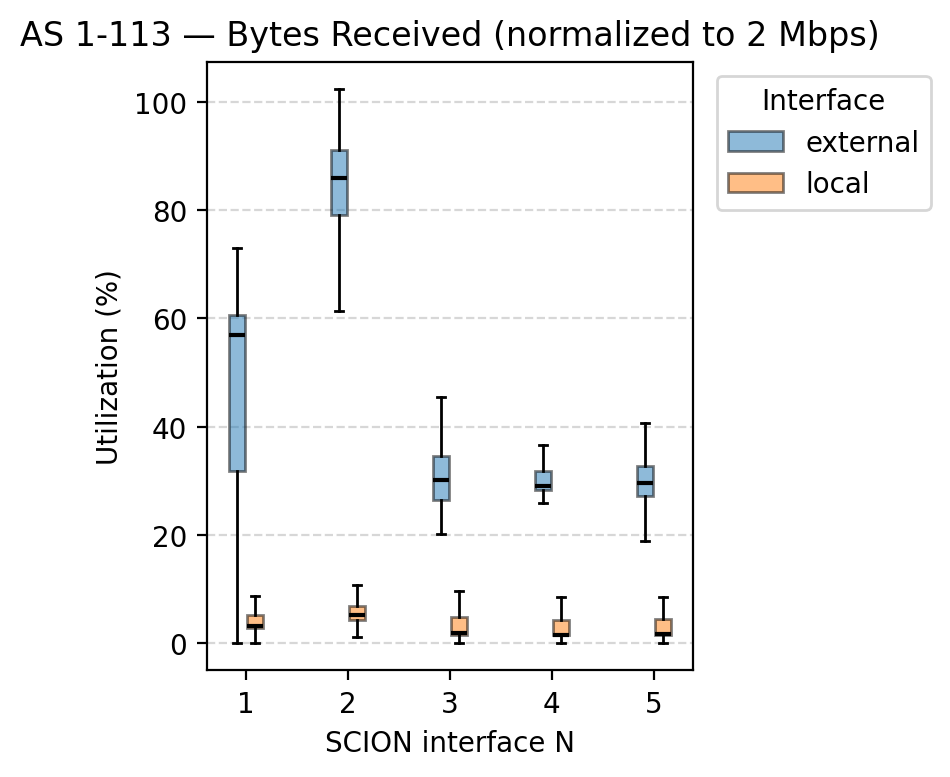 AS 1-113 — Bytes Received (normalized to 2 Mbps)
Interface
external
local
Utilization (%)
100
80
60
40
20
0
1 2 3 4 5
SCION interface N